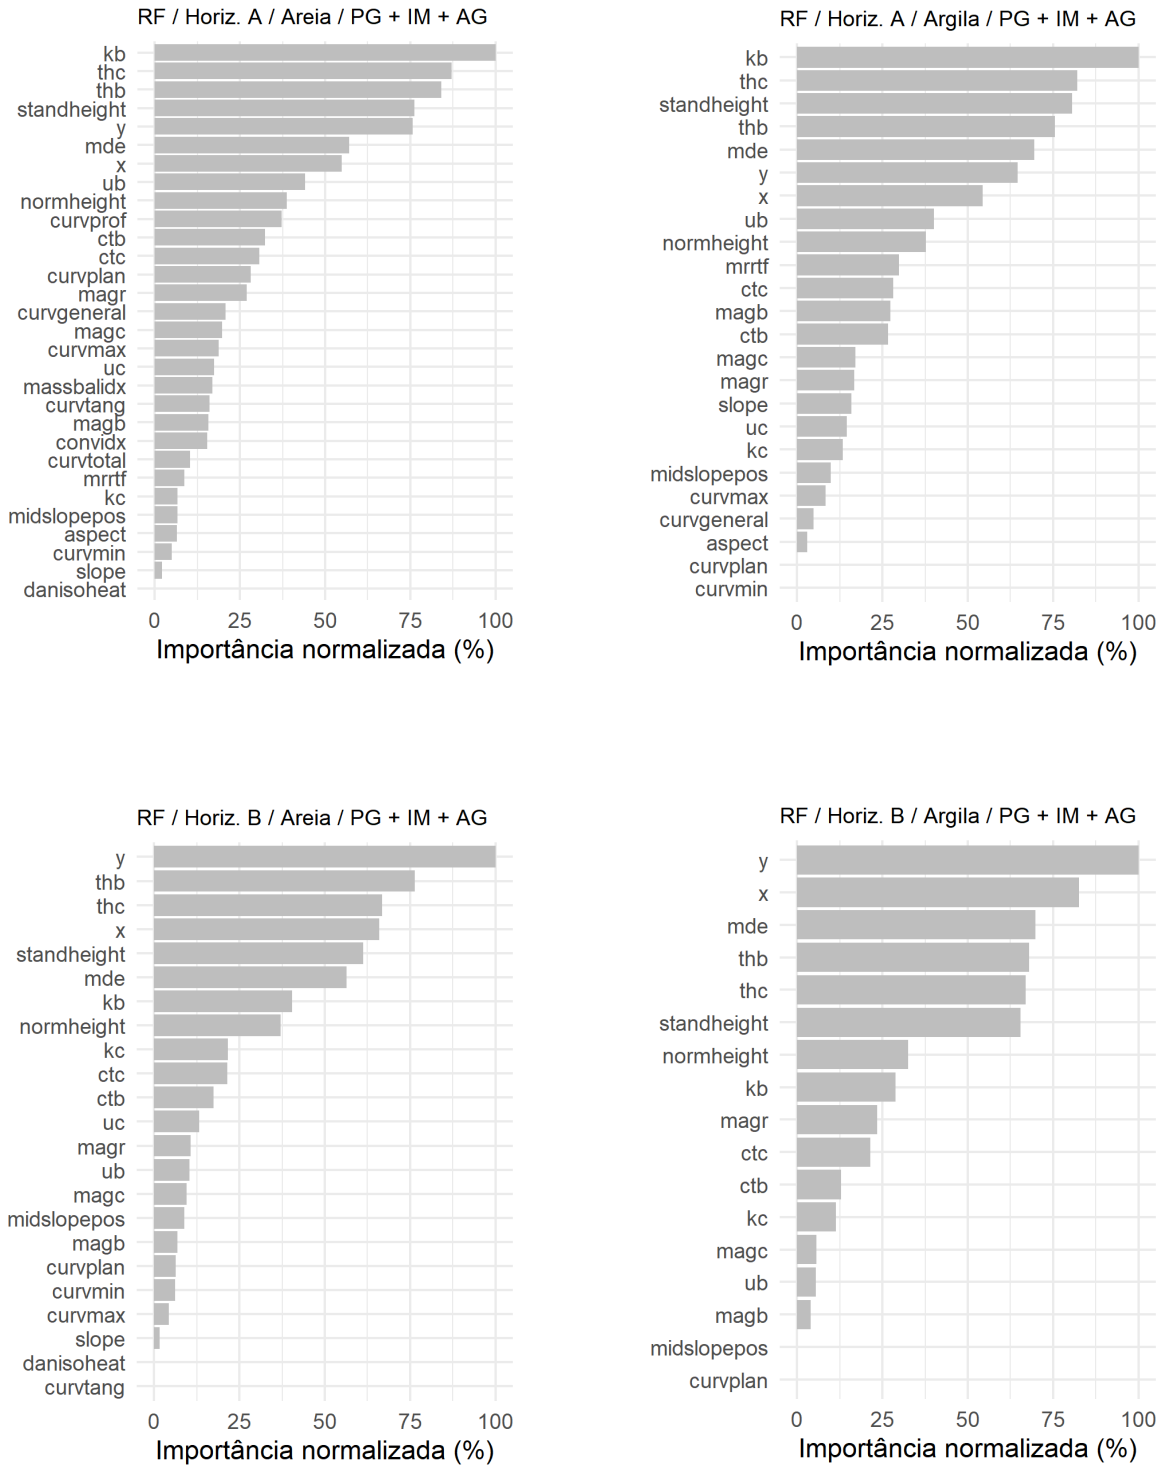 RF / Horiz. A / Areia / PG + IM + AG
kb
thc
thb
standheight
y
mde
x
ub
normheight
curvprof
ctb
ctc
curvplan
magr
curvgeneral
magc
curvmax
uc
massbalidx
curvtang
magb
convidx
curvtotal
mrrtf
kc
midslopepos
aspect
curvmin
slope
danisoheat
0 25 50 75 100
Importância normalizada (%)
RF / Horiz. A / Argila / PG + IM + AG
kb
thc
standheight
thb
mde
y
x
ub
normheight
mrrtf
ctc
magb
ctb
magc
magr
slope
uc
kc
midslopepos
curvmax
curvgeneral
aspect
curvplan
curvmin
0 25 50 75 100
Importância normalizada (%)
RF / Horiz. B / Areia / PG + IM + AG
y
thb
thc
x
standheight
mde
kb
normheight
kc
ctc
ctb
uc
magr
ub
magc
midslopepos
magb
curvplan
curvmin
curvmax
slope
danisoheat
curvtang
0 25 50 75 100
Importância normalizada (%)
RF / Horiz. B / Argila / PG + IM + AG
y
x
mde
thb
thc
standheight
normheight
kb
magr
ctc
ctb
kc
magc
ub
magb
midslopepos
curvplan
0 25 50 75 100
Importância normalizada (%)